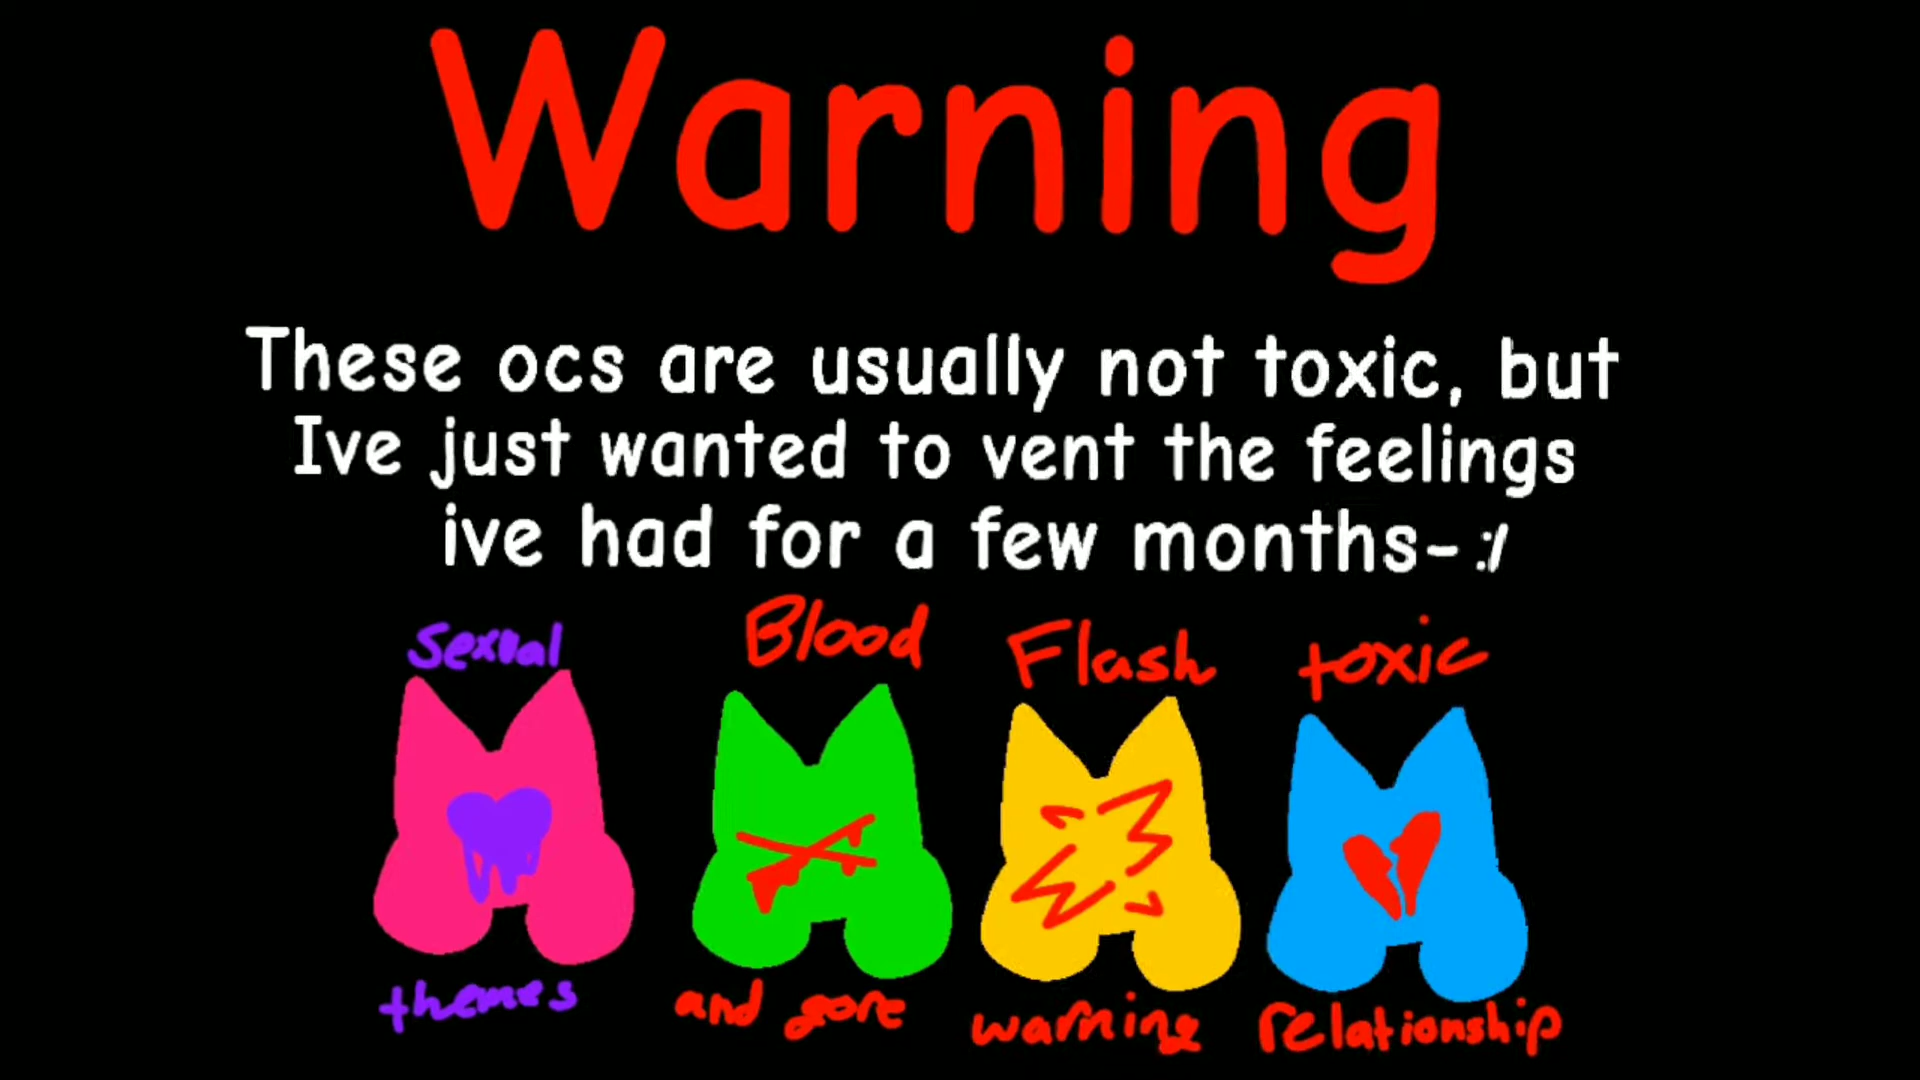 Warning
These ocs are usually not toxic, but
Ive just wanted to vent the feelings
ive had for a few months- :/
Sexual
themes
Blood
and gore
Flash
warning
toxic
relationship